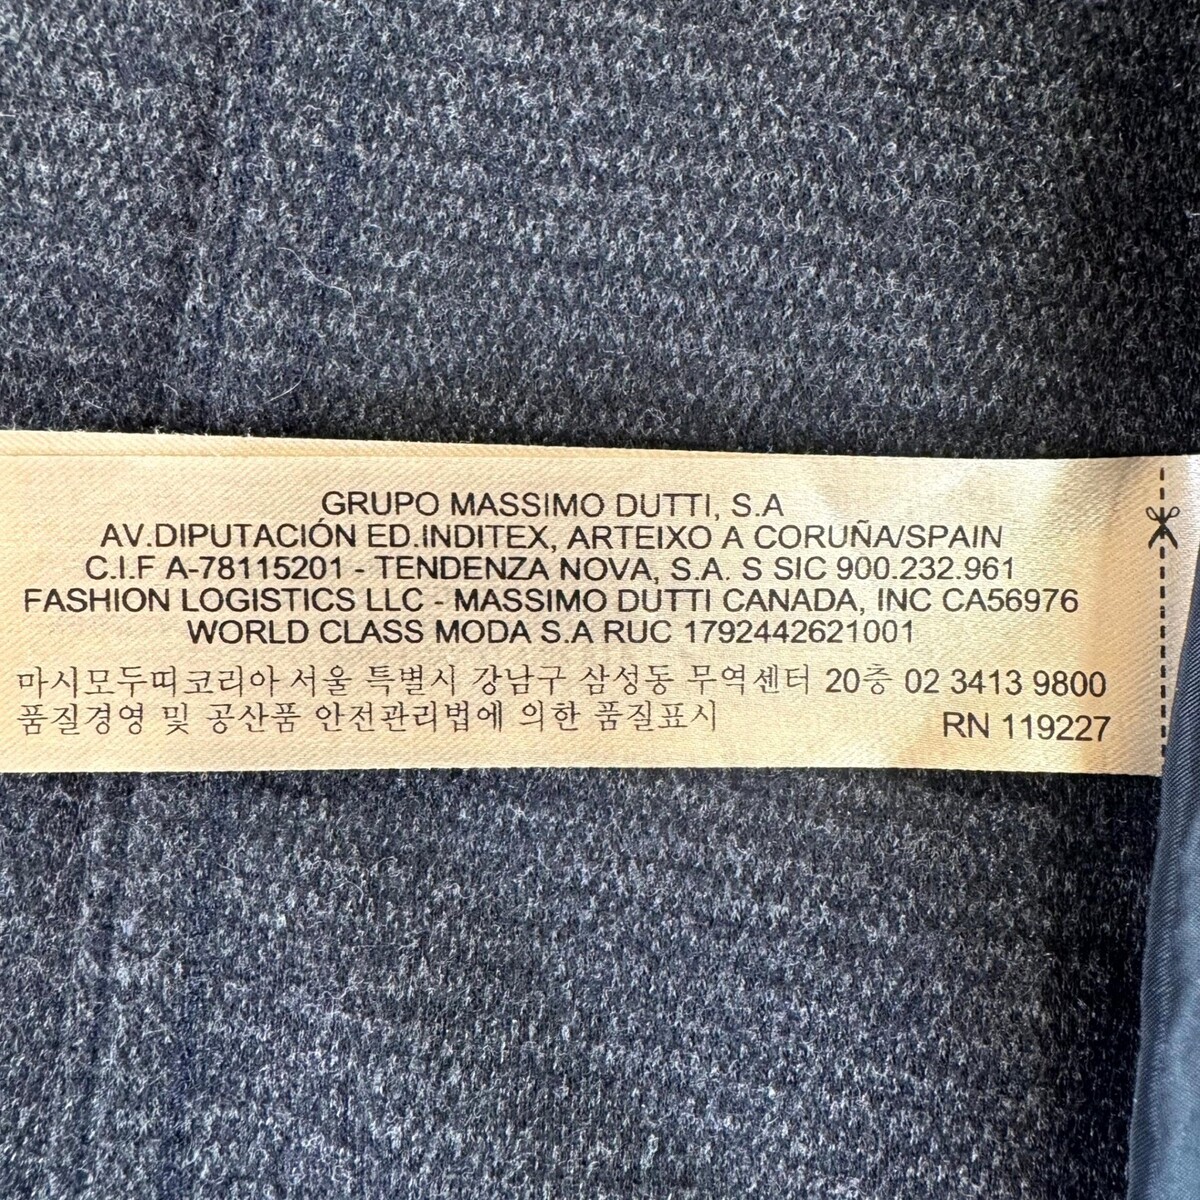 GRUPO MASSIMO DUTTI, S.A
AV.DIPUTACIÓN ED.INDITEX, ARTEIXO A CORUÑA/SPAIN
C.I.F A-78115201 - TENDENZA NOVA, S.A. S SIC 900.232.961
FASHION LOGISTICS LLC - MASSIMO DUTTI CANADA, INC CA56976
WORLD CLASS MODA S.A RUC 1792442621001
마시모두띠코리아 서울 특별시 강남구 삼성동 무역센터 20층 02 3413 9800
품질경영 및 공산품 안전관리법에 의한 품질표시 RN 119227